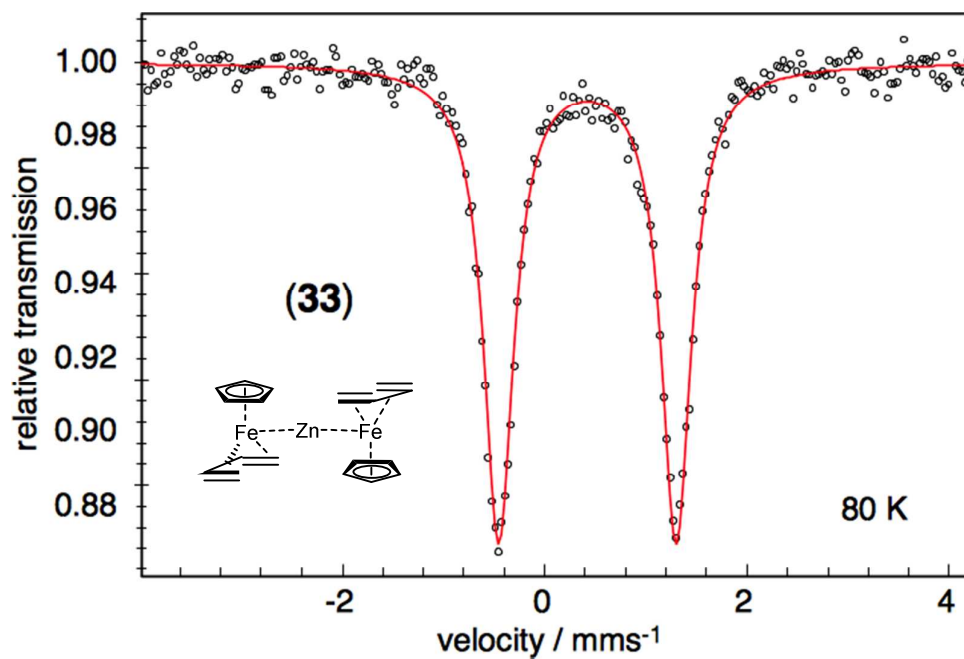 1.00
0.98
0.96
0.94
0.92
0.90
0.88
relative transmission
(33)
Fe Zn Fe
80 K
-2 0 2 4
velocity / mms-1